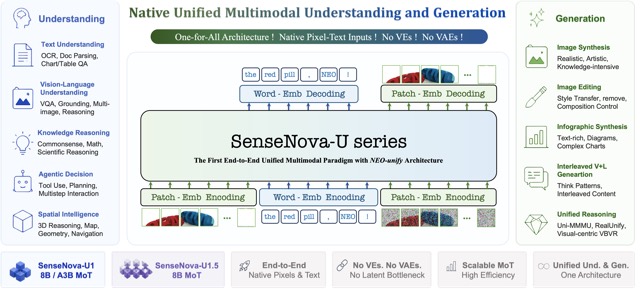 Native Unified Multimodal Understanding and Generation
One-for-All Architecture ! Native Pixel-Text Inputs ! No VEs ! No VAEs !
Understanding
Text Understanding
OCR, Doc Parsing,
Chart/Table QA
Vision-Language
Understanding
VQA, Grounding, Multi-
image, Reasoning
Knowledge Reasoning
Commonsense, Math,
Scientific Reasoning
Agentic Decision
Tool Use, Planning,
Multistep Interaction
Spatial Intelligence
3D Reasoning, Map,
Geometry, Navigation
the red pill , NEO !
...
Word - Emb Decoding
Patch - Emb Decoding
SenseNova-U series
The First End-to-End Unified Multimodal Paradigm with NEO-unify Architecture
Patch - Emb Encoding
Word - Emb Encoding
Patch - Emb Encoding
...
the red pill , NEO !
...
Generation
Image Synthesis
Realistic, Artistic,
Knowledge-intensive
Image Editing
Style Transfer, remove,
Composition Control
Infographic Synthesis
Text-rich, Diagrams,
Complex Charts
Interleaved V+L
Geneartion
Think Patterns,
Interleaved Content
Unified Reasoning
Uni-MMMU, RealUnify,
Visual-centric VBVR
SenseNova-U1
8B / A3B MoT
SenseNova-U1.5
8B MoT
End-to-End
Native Pixels & Text
No VEs. No VAEs.
No Latent Bottleneck
Scalable MoT
High Efficiency
Unified Und. & Gen.
One Architecture